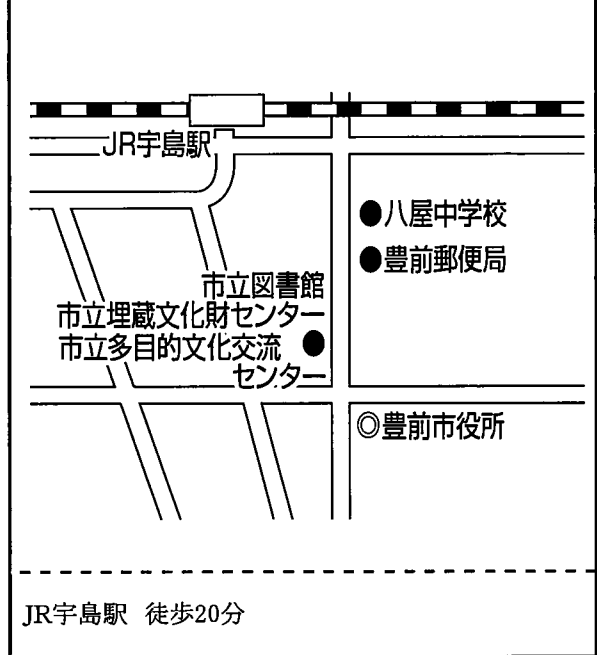 JR宇島駅
●八屋中学校
●豊前郵便局
市立図書館
市立埋蔵文化財センター
市立多目的文化交流 ●
センター
◎豊前市役所
JR宇島駅 徒歩20分